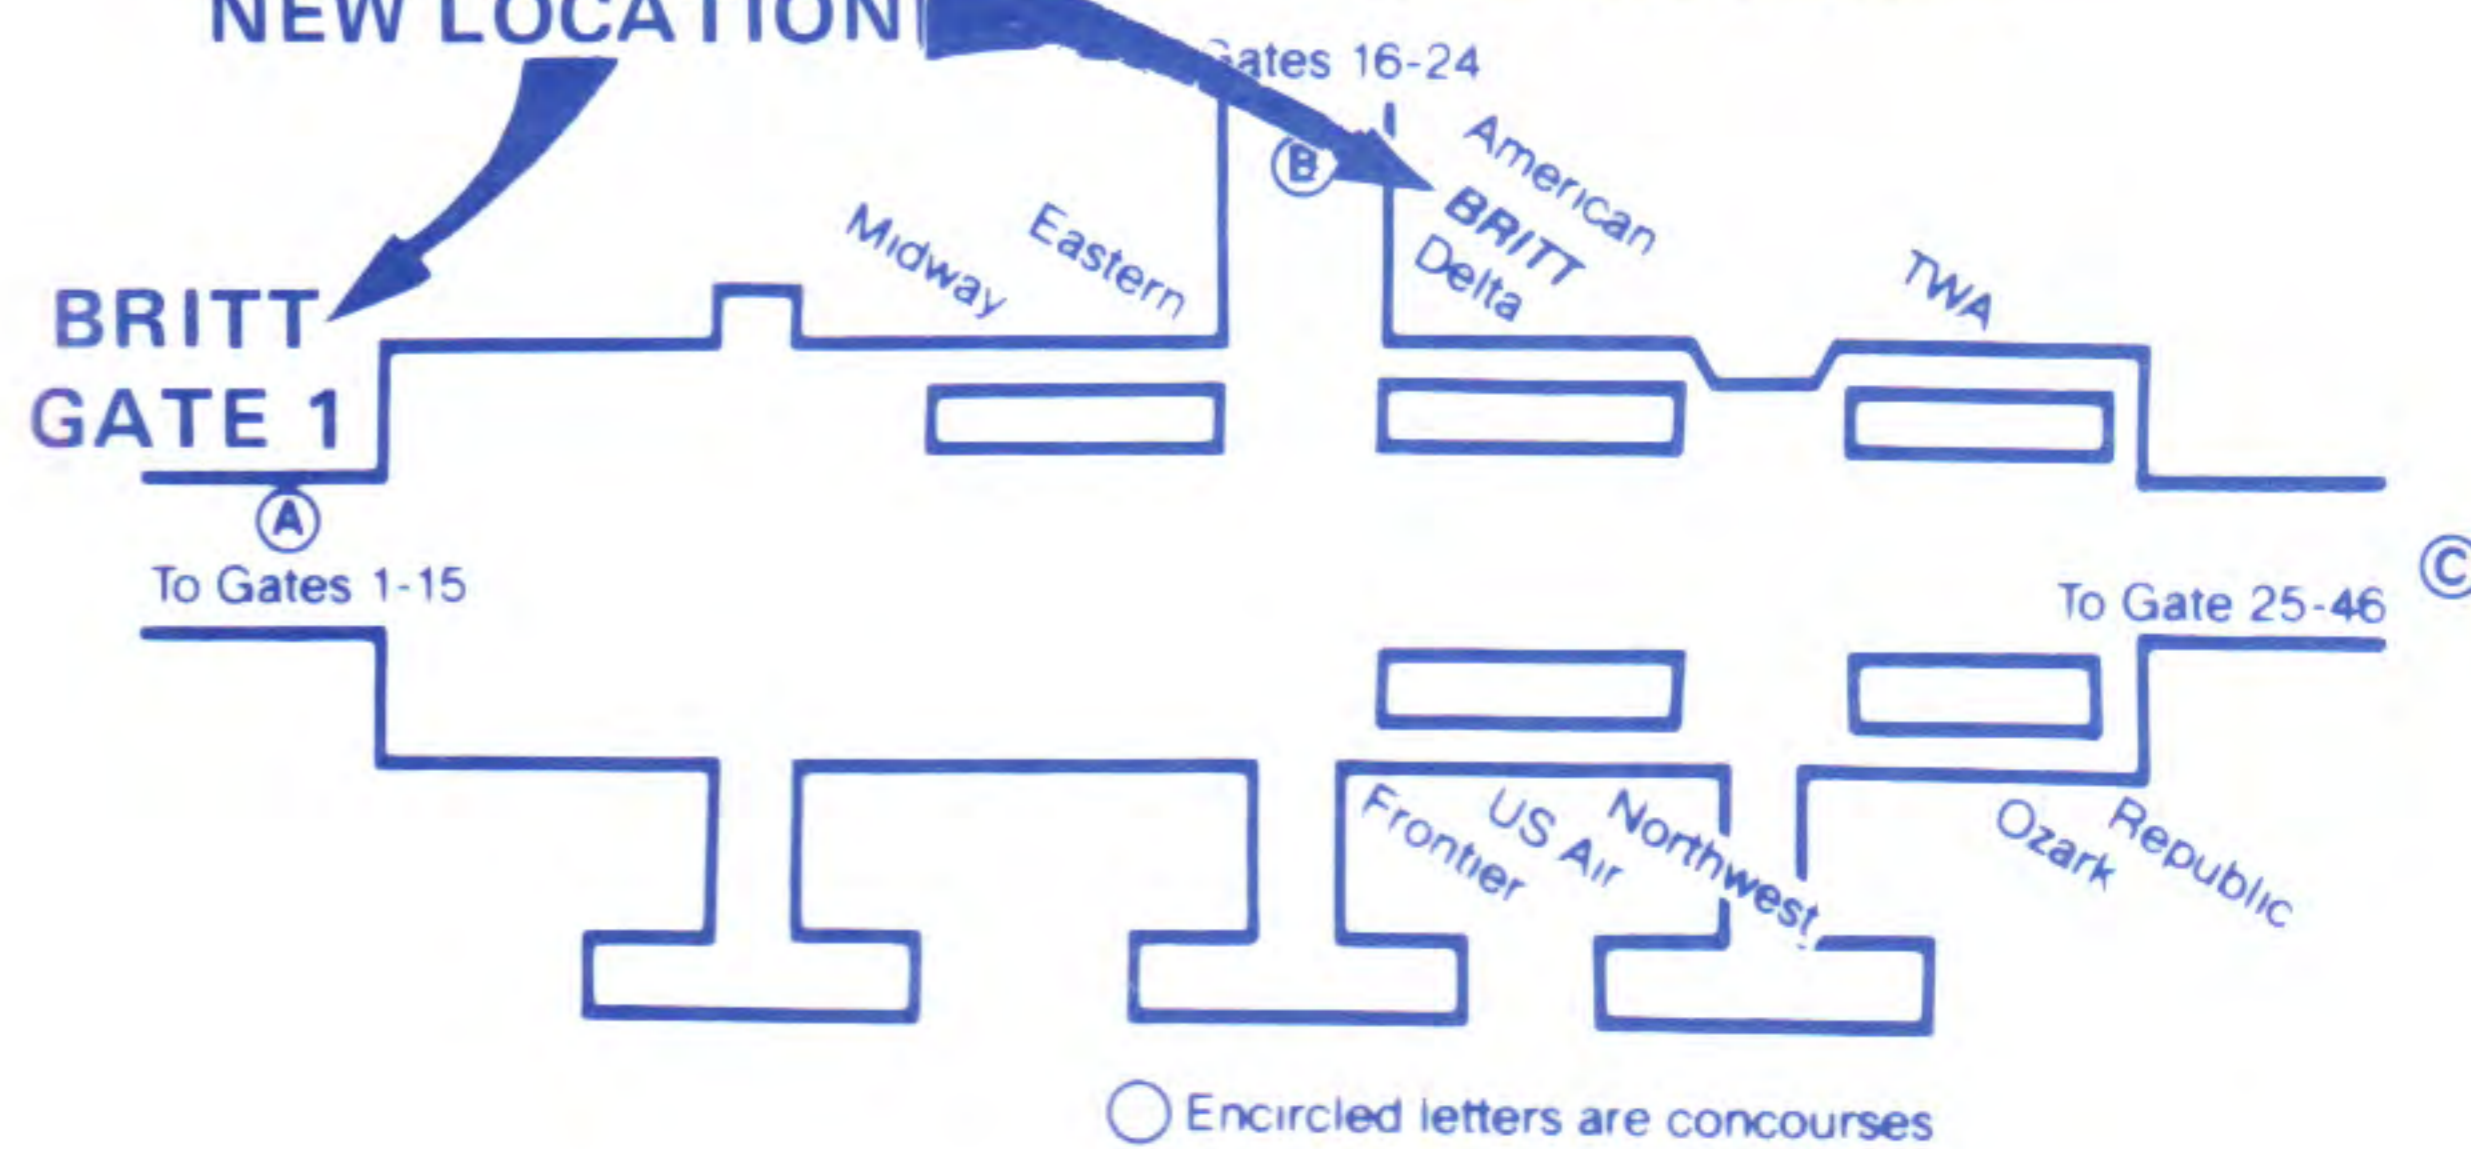 NEW LOCATION
Gates 16-24
B
American
BRITT
Delta
Midway
Eastern
TWA
BRITT
GATE 1
A
To Gates 1-15
C
To Gate 25-46
Frontier
US Air
Northwest
Ozark
Republic
Encircled letters are concourses